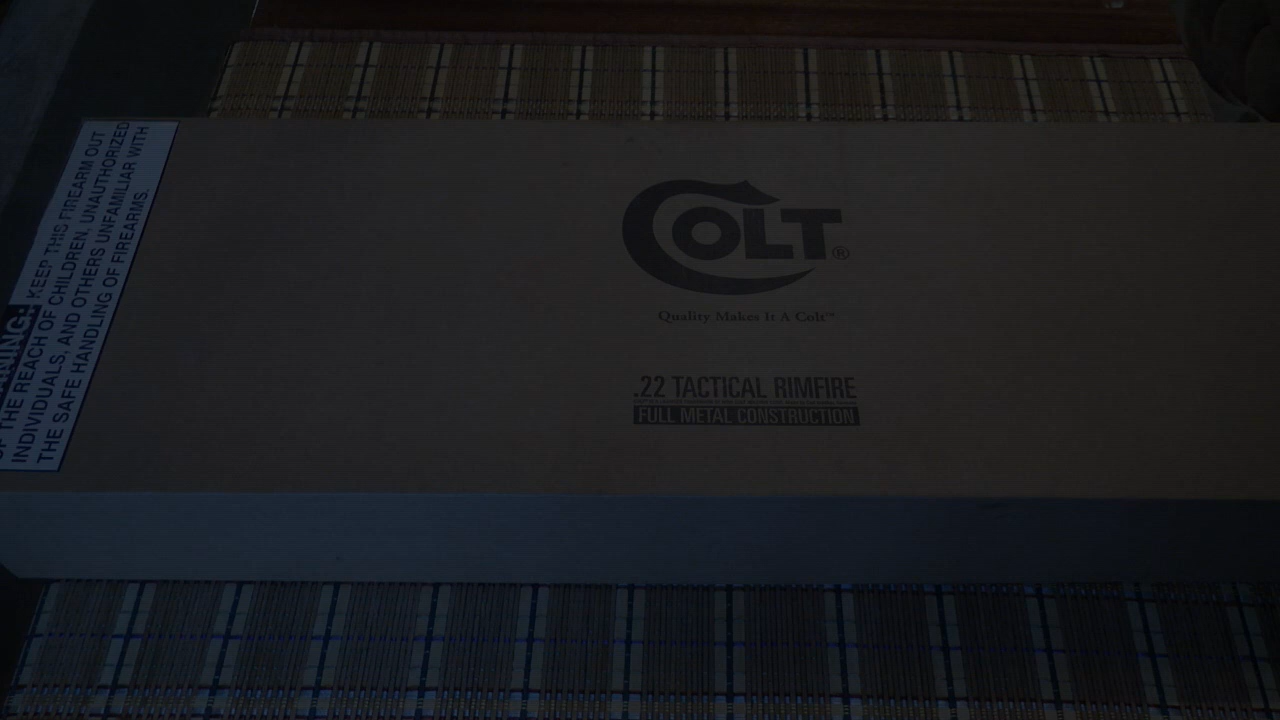 COLT®
Quality Makes It A Colt™
.22 TACTICAL RIMFIRE
FULL METAL CONSTRUCTION
KEEP THIS FIREARM OUT
OF THE REACH OF CHILDREN, UNAUTHORIZED
INDIVIDUALS, AND OTHERS UNFAMILIAR WITH
THE SAFE HANDLING OF FIREARMS.